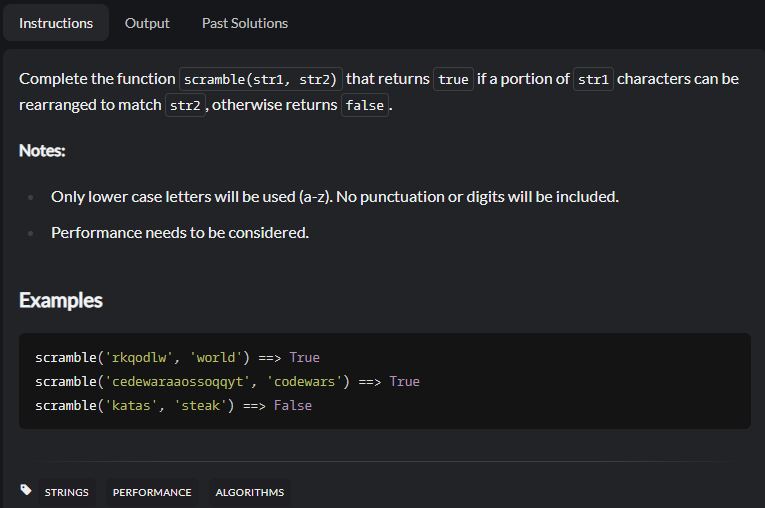 Instructions Output Past Solutions
Complete the function scramble(str1, str2) that returns true if a portion of str1 characters can be
rearranged to match str2, otherwise returns false.
Notes:
Only lower case letters will be used (a-z). No punctuation or digits will be included.
Performance needs to be considered.
Examples
scramble('rkqodlw', 'world') ==> True
scramble('cedewaraaossoqqyt', 'codewars') ==> True
scramble('katas', 'steak') ==> False
STRINGS PERFORMANCE ALGORITHMS